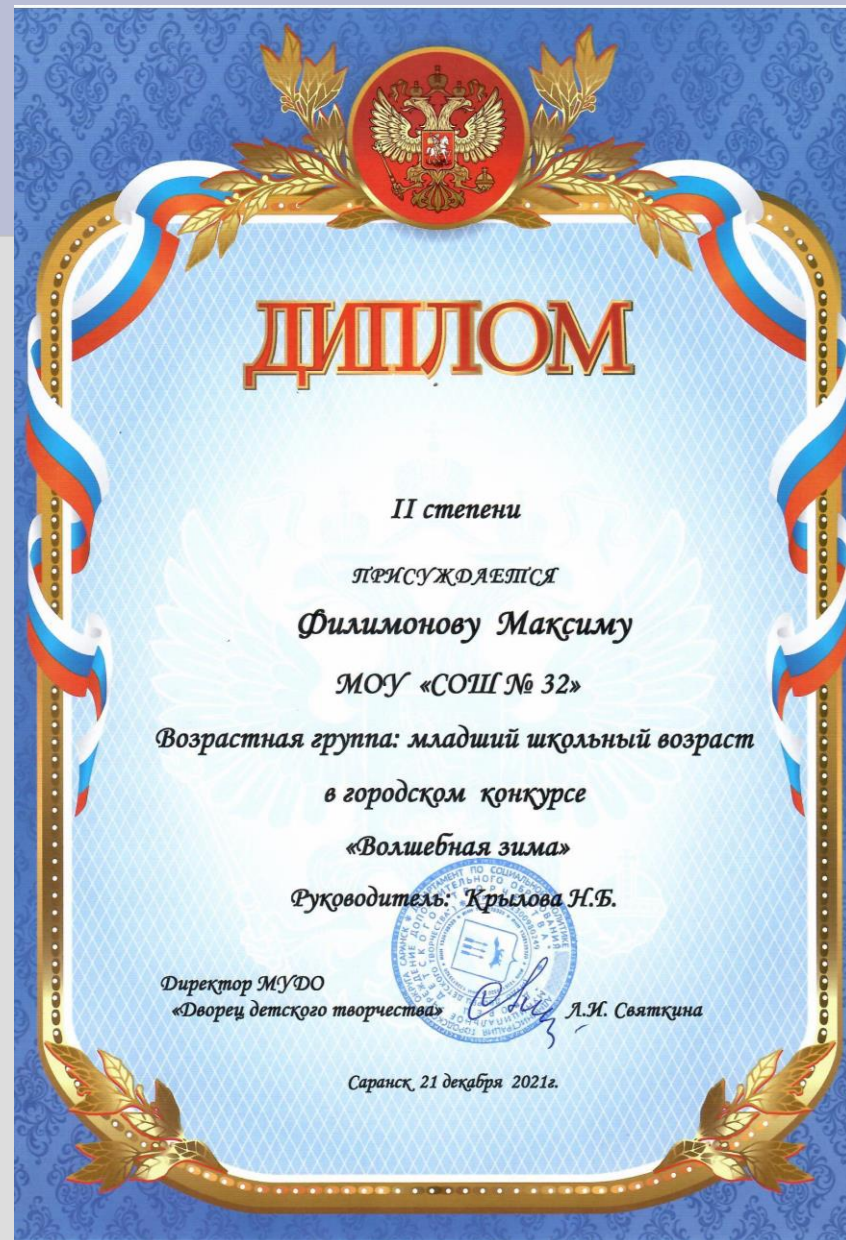 ДИПЛОМ
II степени
ПРИСУЖДАЕТСЯ
Филимонову Максиму
МОУ «СОШ № 32»
Возрастная группа: младший школьный возраст
в городском конкурсе
«Волшебная зима»
Руководитель: Крылова Н.Б.
Директор МУДО
«Дворец детского творчества» Л.И. Святкина
Саранск 21 декабря 2021г.